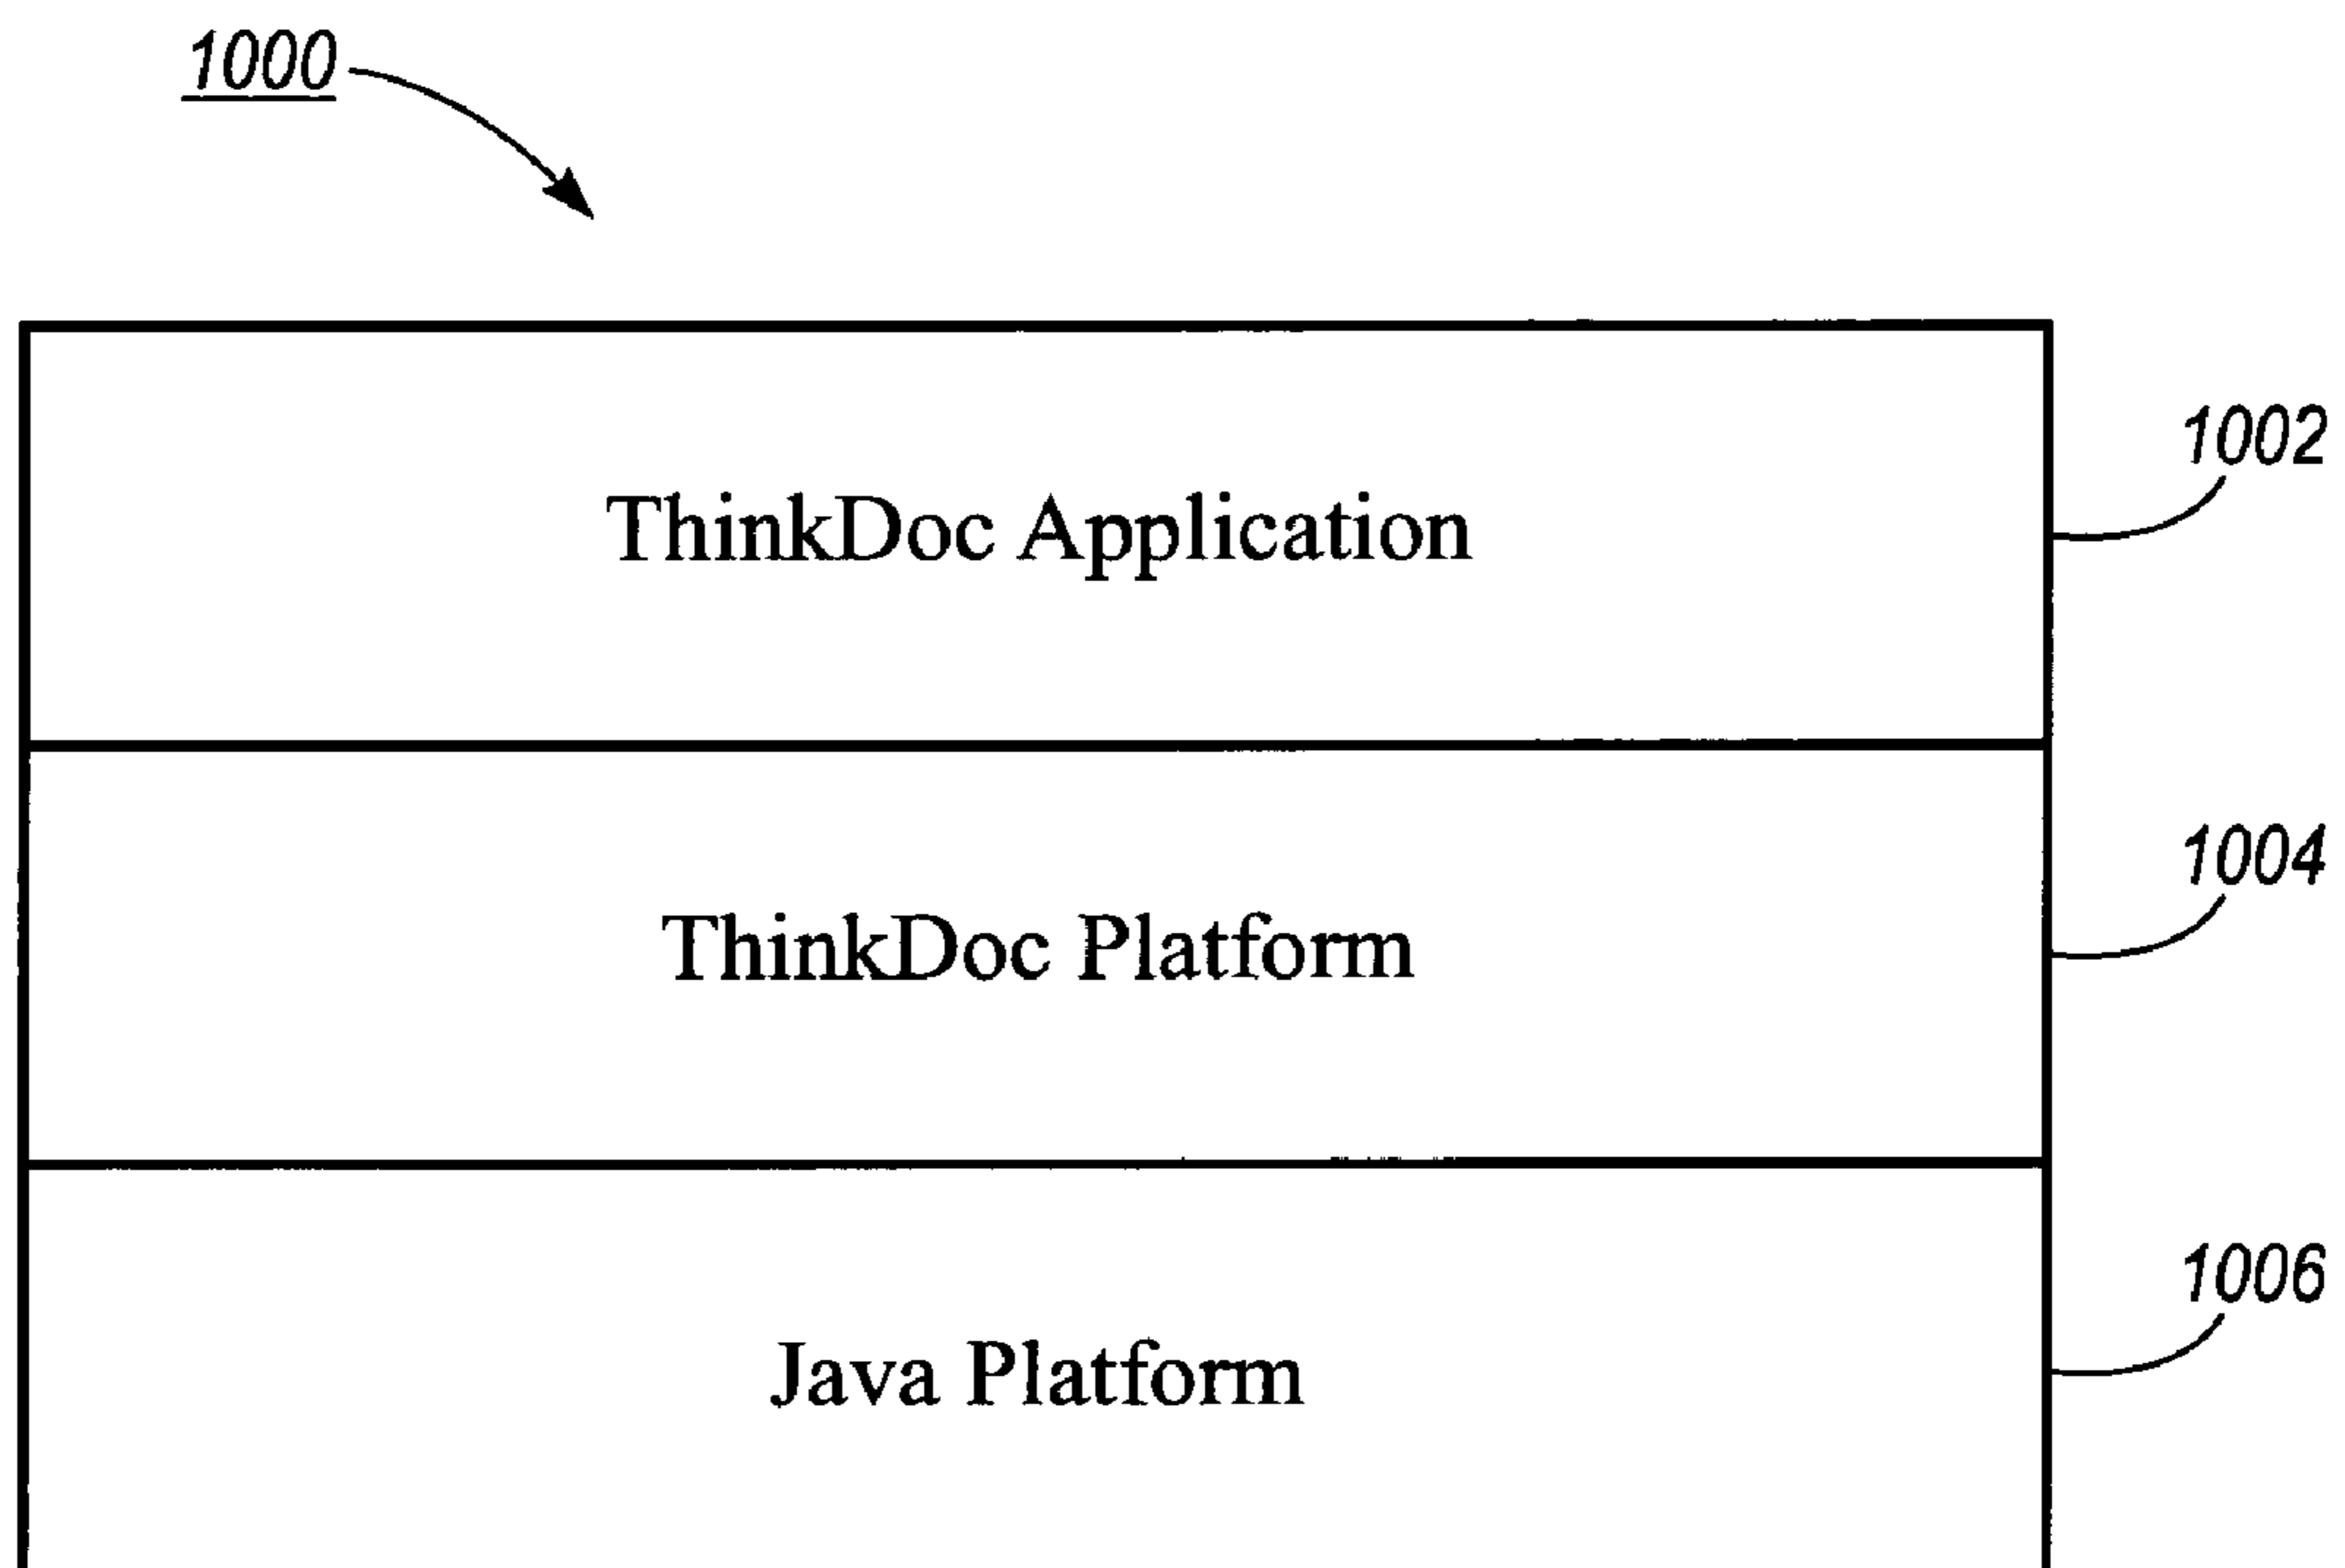 1000
1002
ThinkDoc Application
1004
ThinkDoc Platform
1006
Java Platform